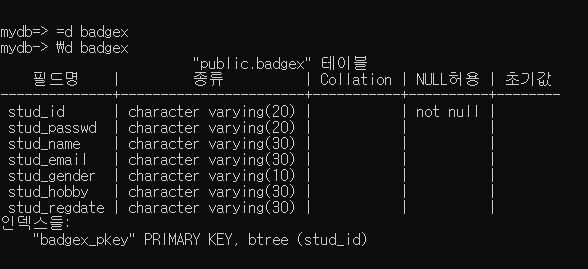 mydb=> =d badgex
mydb-> ₩d badgex
"public.badgex" 테이블
필드명 | 종류 | Collation | NULL허용 | 초기값
---------------+------------------------+-----------+----------+--------
stud_id | character varying(20) | | not null |
stud_passwd | character varying(20) | | |
stud_name | character varying(30) | | |
stud_email | character varying(30) | | |
stud_gender | character varying(10) | | |
stud_hobby | character varying(30) | | |
stud_regdate | character varying(30) | | |
인덱스들:
"badgex_pkey" PRIMARY KEY, btree (stud_id)